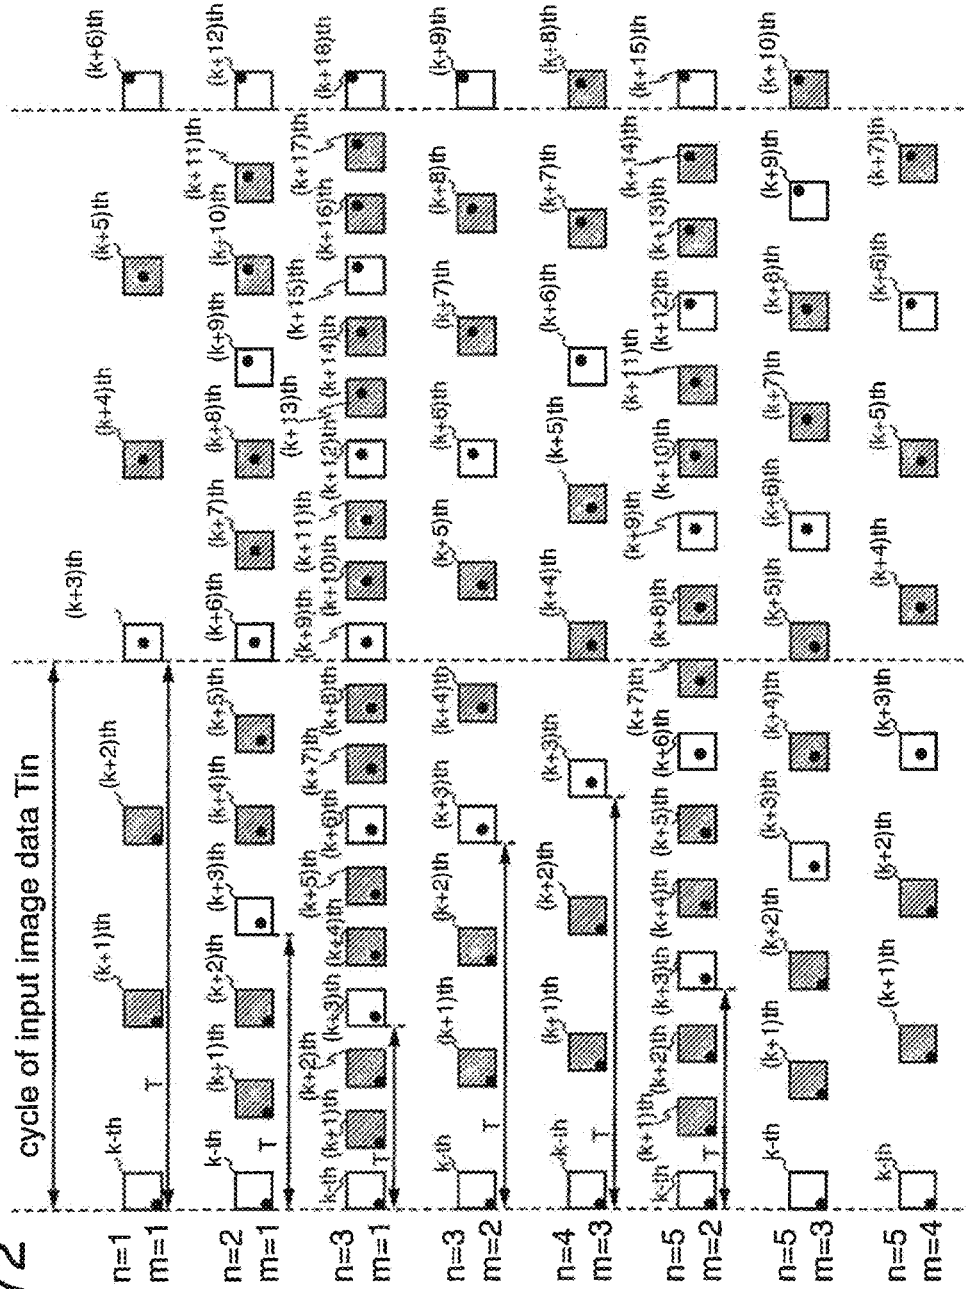 cycle of input image data Tin
n=1
m=1
k-th
(k+1)th
(k+2)th
(k+3)th
(k+4)th
(k+5)th
(k+6)th
T
n=2
m=1
k-th
(k+1)th
(k+2)th
(k+3)th
(k+4)th
(k+5)th
(k+6)th
(k+7)th
(k+8)th
(k+9)th
(k+10)th
(k+11)th
(k+12)th
T
n=3
m=1
k-th
(k+1)th
(k+2)th
(k+3)th
(k+4)th
(k+5)th
(k+6)th
(k+7)th
(k+8)th
(k+9)th
(k+10)th
(k+11)th
(k+12)th
(k+13)th
(k+14)th
(k+15)th
(k+16)th
(k+17)th
(k+18)th
T
n=3
m=2
k-th
(k+1)th
(k+2)th
(k+3)th
(k+4)th
(k+5)th
(k+6)th
(k+7)th
(k+8)th
(k+9)th
T
n=4
m=3
k-th
(k+1)th
(k+2)th
(k+3)th
(k+4)th
(k+5)th
(k+6)th
(k+7)th
(k+8)th
T
n=5
m=2
k-th
(k+1)th
(k+2)th
(k+3)th
(k+4)th
(k+5)th
(k+6)th
(k+7)th
(k+8)th
(k+9)th
(k+10)th
(k+11)th
(k+12)th
(k+13)th
(k+14)th
(k+15)th
T
n=5
m=3
k-th
(k+1)th
(k+2)th
(k+3)th
(k+4)th
(k+5)th
(k+6)th
(k+7)th
(k+8)th
(k+9)th
(k+10)th
n=5
m=4
k-th
(k+1)th
(k+2)th
(k+3)th
(k+4)th
(k+5)th
(k+6)th
(k+7)th